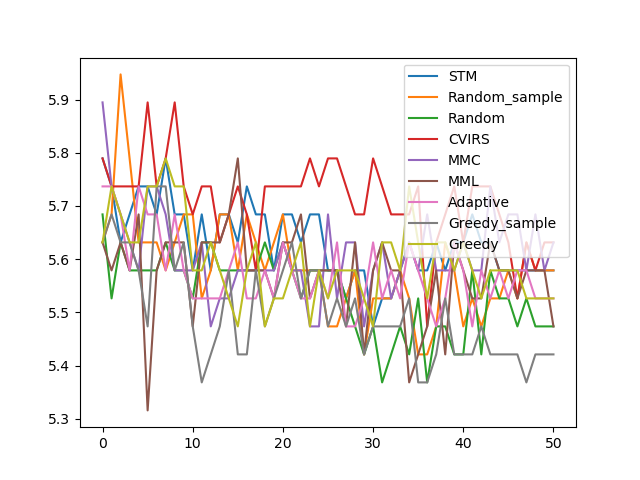 5.9
5.8
5.7
5.6
5.5
5.4
5.3
0 10 20 30 40 50
STM
Random_sample
Random
CVIRS
MMC
MML
Adaptive
Greedy_sample
Greedy